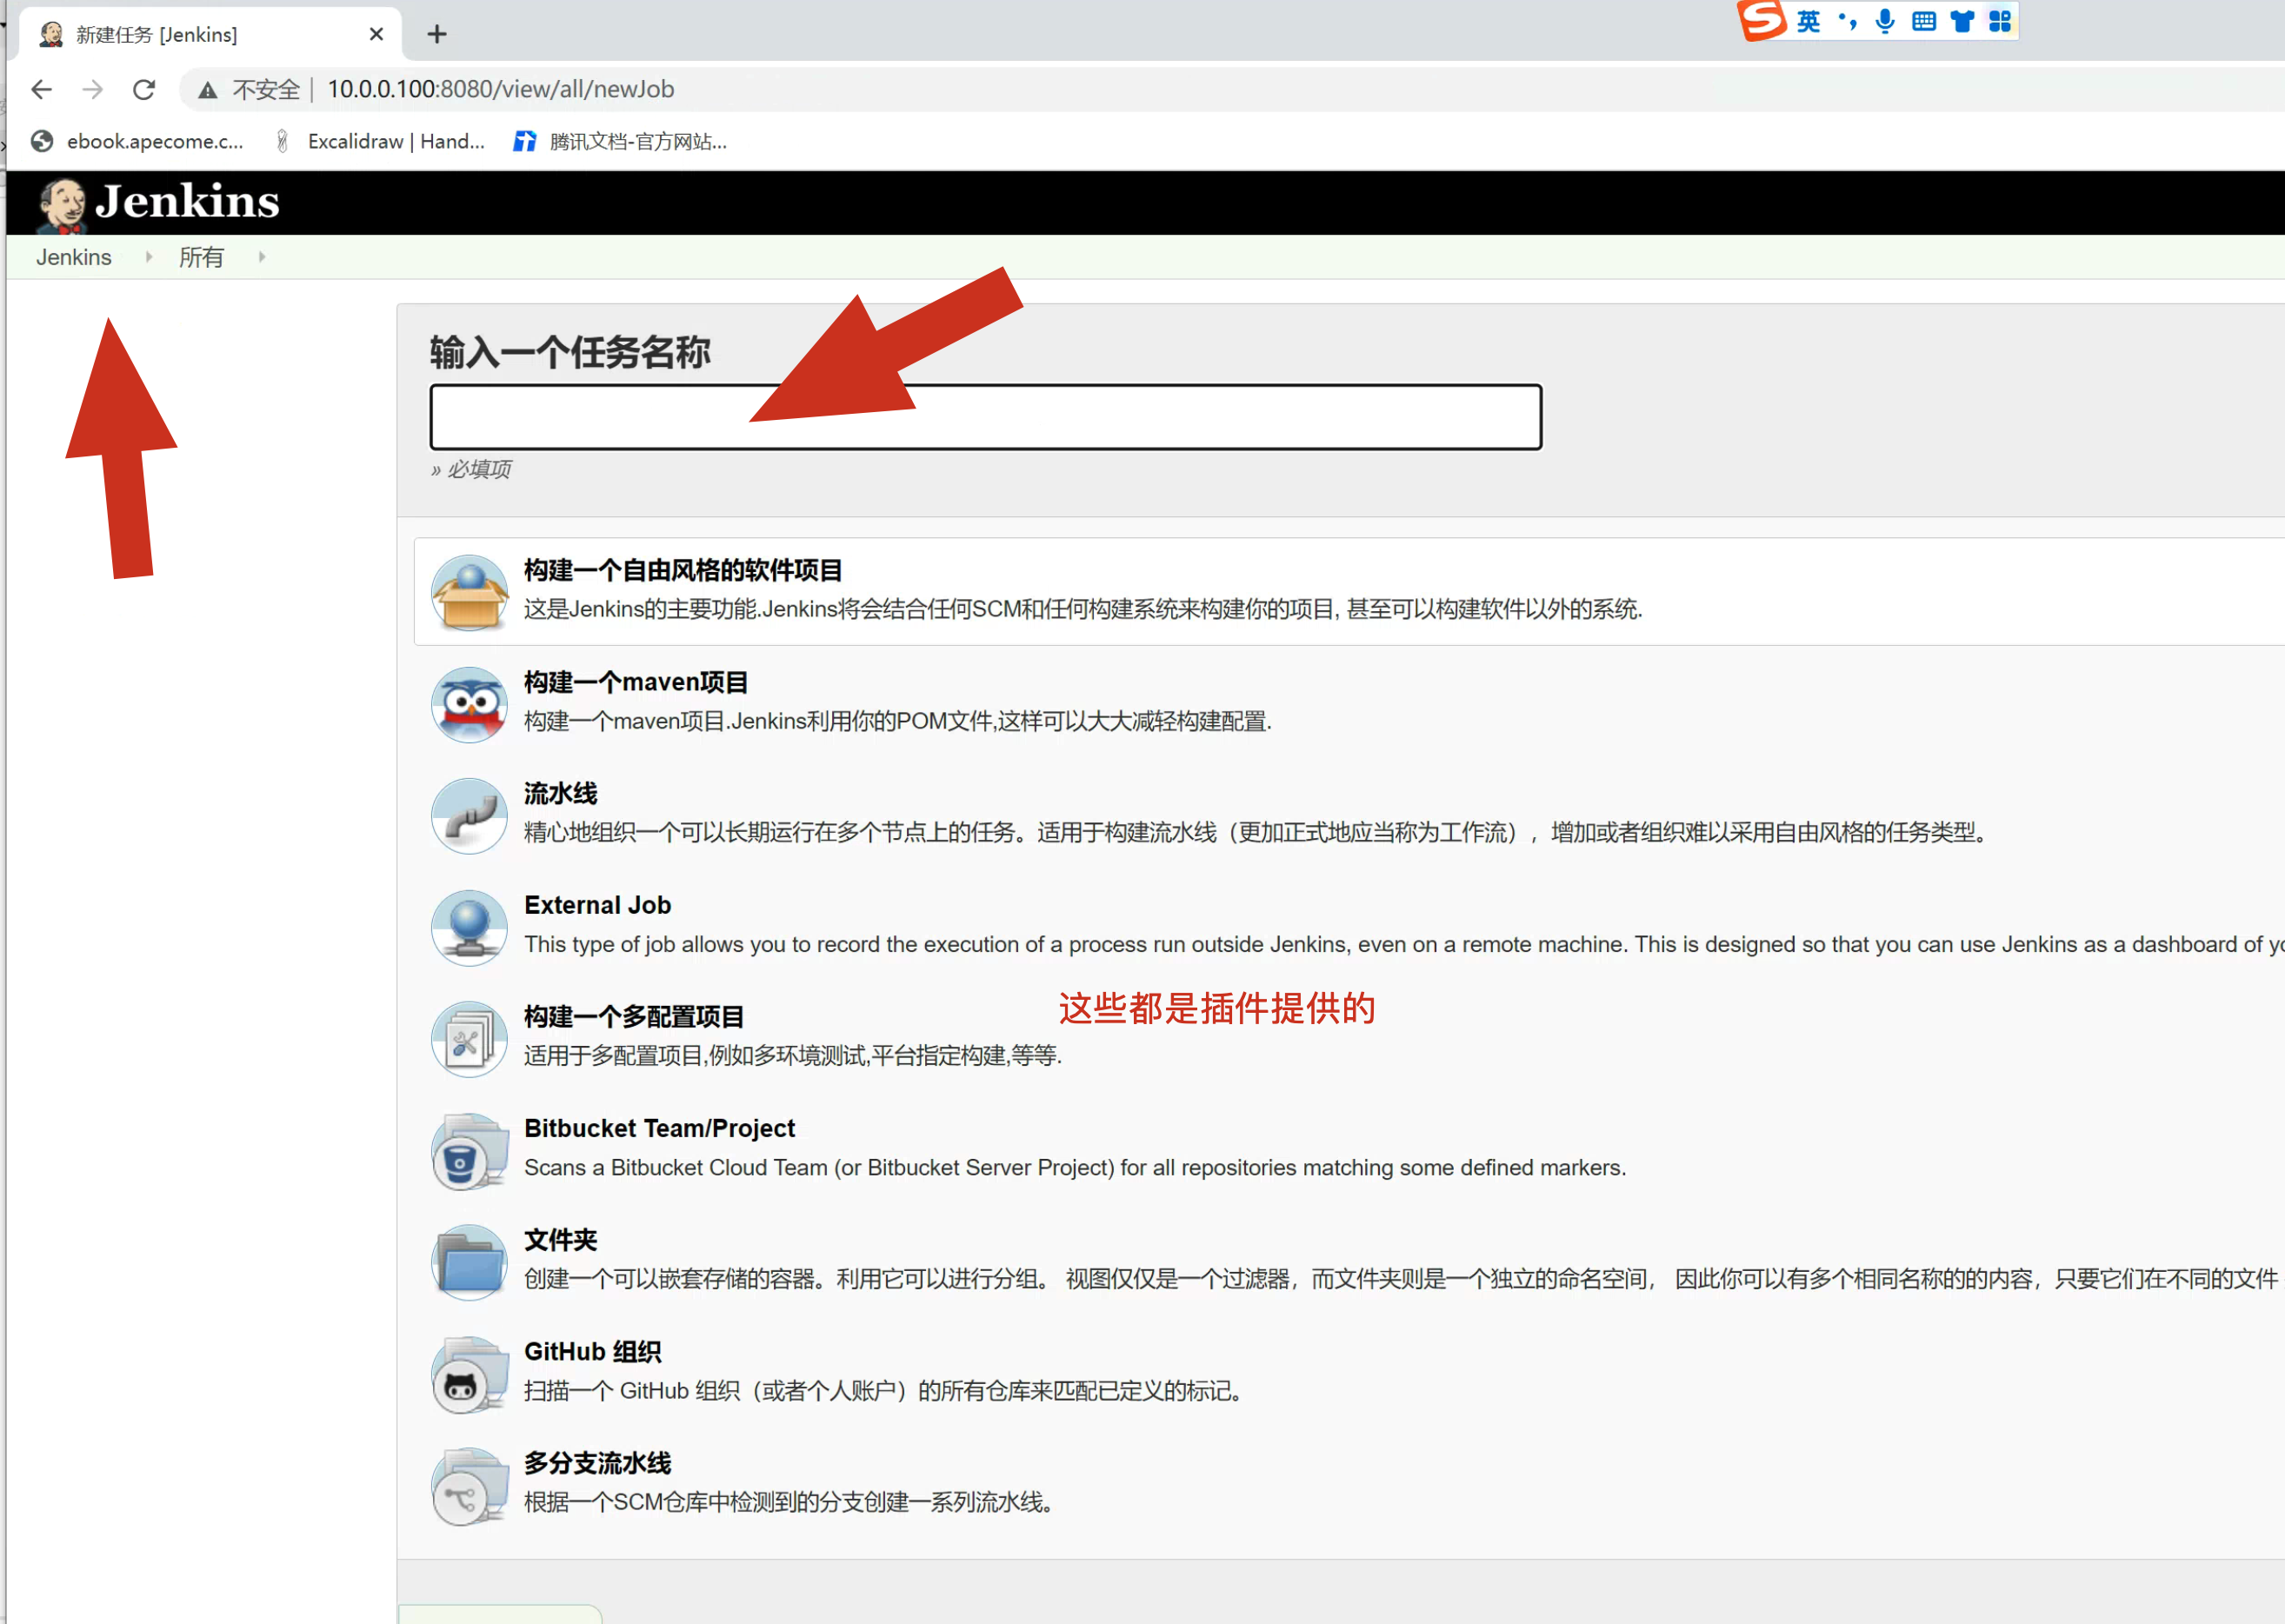 新建任务 [Jenkins]
英
不安全 | 10.0.0.100:8080/view/all/newJob
ebook.apecome.c...
Excalidraw | Hand...
腾讯文档-官方网站...
Jenkins
Jenkins 所有
输入一个任务名称
» 必填项
构建一个自由风格的软件项目
这是Jenkins的主要功能.Jenkins将会结合任何SCM和任何构建系统来构建你的项目, 甚至可以构建软件以外的系统.
构建一个maven项目
构建一个maven项目.Jenkins利用你的POM文件,这样可以大大减轻构建配置.
流水线
精心地组织一个可以长期运行在多个节点上的任务。适用于构建流水线（更加正式地应当称为工作流），增加或者组织难以采用自由风格的任务类型。
External Job
This type of job allows you to record the execution of a process run outside Jenkins, even on a remote machine. This is designed so that you can use Jenkins as a dashboard of yo
这些都是插件提供的
构建一个多配置项目
适用于多配置项目,例如多环境测试,平台指定构建,等等.
Bitbucket Team/Project
Scans a Bitbucket Cloud Team (or Bitbucket Server Project) for all repositories matching some defined markers.
文件夹
创建一个可以嵌套存储的容器。利用它可以进行分组。 视图仅仅是一个过滤器，而文件夹则是一个独立的命名空间， 因此你可以有多个相同名称的的内容，只要它们在不同的文件
GitHub 组织
扫描一个 GitHub 组织（或者个人账户）的所有仓库来匹配已定义的标记。
多分支流水线
根据一个SCM仓库中检测到的分支创建一系列流水线。